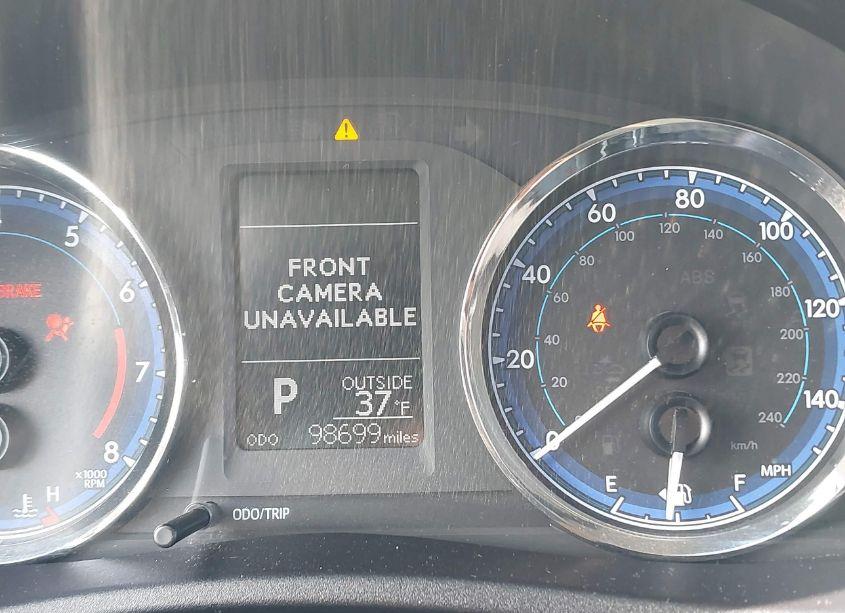 FRONT
CAMERA
UNAVAILABLE
P
OUTSIDE
37°F
ODO 98699 miles
ODO/TRIP
BRAKE
5
6
7
8
x1000
RPM
H
0
20
40
60
80
100
120
140
MPH
0
20
40
60
80
100
120
140
160
180
200
220
240
km/h
ABS
E
F